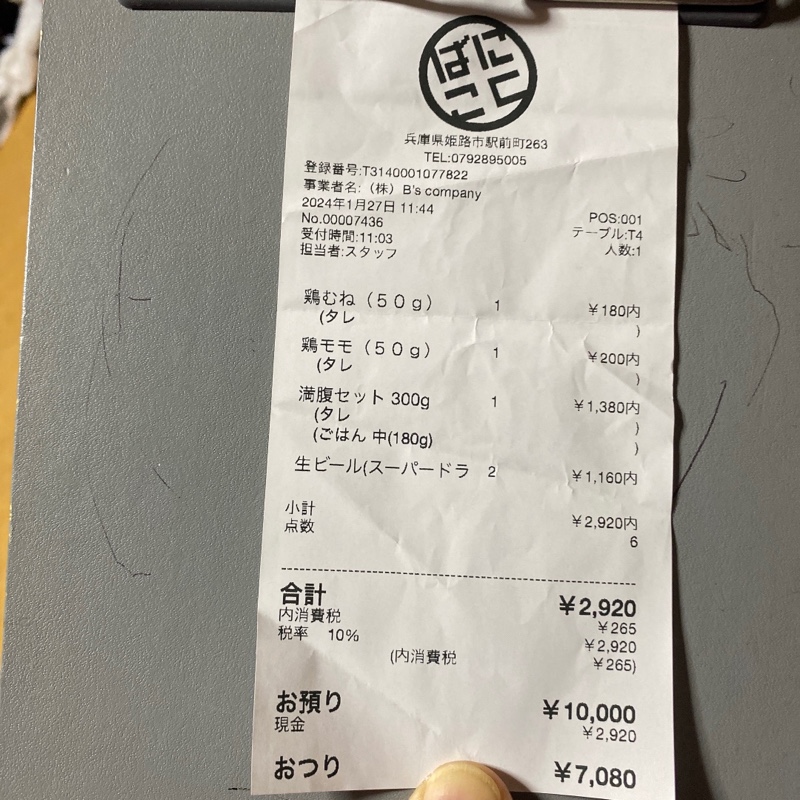 ばに
こく
兵庫県姫路市駅前町263
TEL:0792895005
登録番号:T3140001077822
事業者名:（株）B's company
2024年1月27日 11:44
No.00007436 POS:001
受付時間:11:03 テーブル:T4
担当者:スタッフ 人数:1
鶏むね（５０ｇ） 1 ￥180内
(タレ )
鶏モモ（５０ｇ） 1 ￥200内
(タレ )
満腹セット 300g 1 ￥1,380内
(タレ )
(ごはん 中(180g) )
生ビール(スーパードラ 2 ￥1,160内
小計 ￥2,920内
点数 6
合計 ￥2,920
内消費税 ￥265
税率 10% ￥2,920
(内消費税 ￥265)
お預り ￥10,000
現金 ￥2,920
おつり ￥7,080